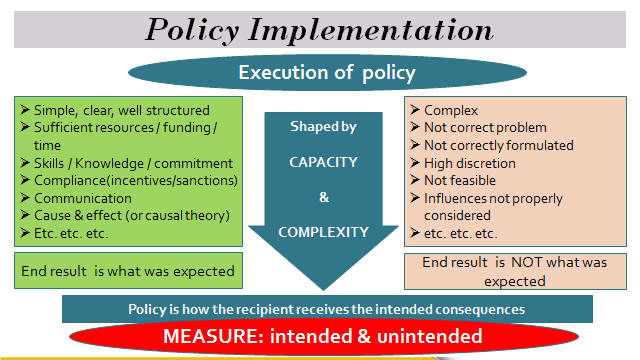 Policy Implementation
Execution of policy
Simple, clear, well structured
Sufficient resources / funding /
time
Skills / Knowledge / commitment
Compliance(incentives/sanctions)
Communication
Cause & effect (or causal theory)
Etc. etc. etc.
End result is what was expected
Shaped by
CAPACITY
&
COMPLEXITY
Complex
Not correct problem
Not correctly formulated
High discretion
Not feasible
Influences not properly
considered
etc. etc. etc.
End result is NOT what was
expected
Policy is how the recipient receives the intended consequences
MEASURE: intended & unintended